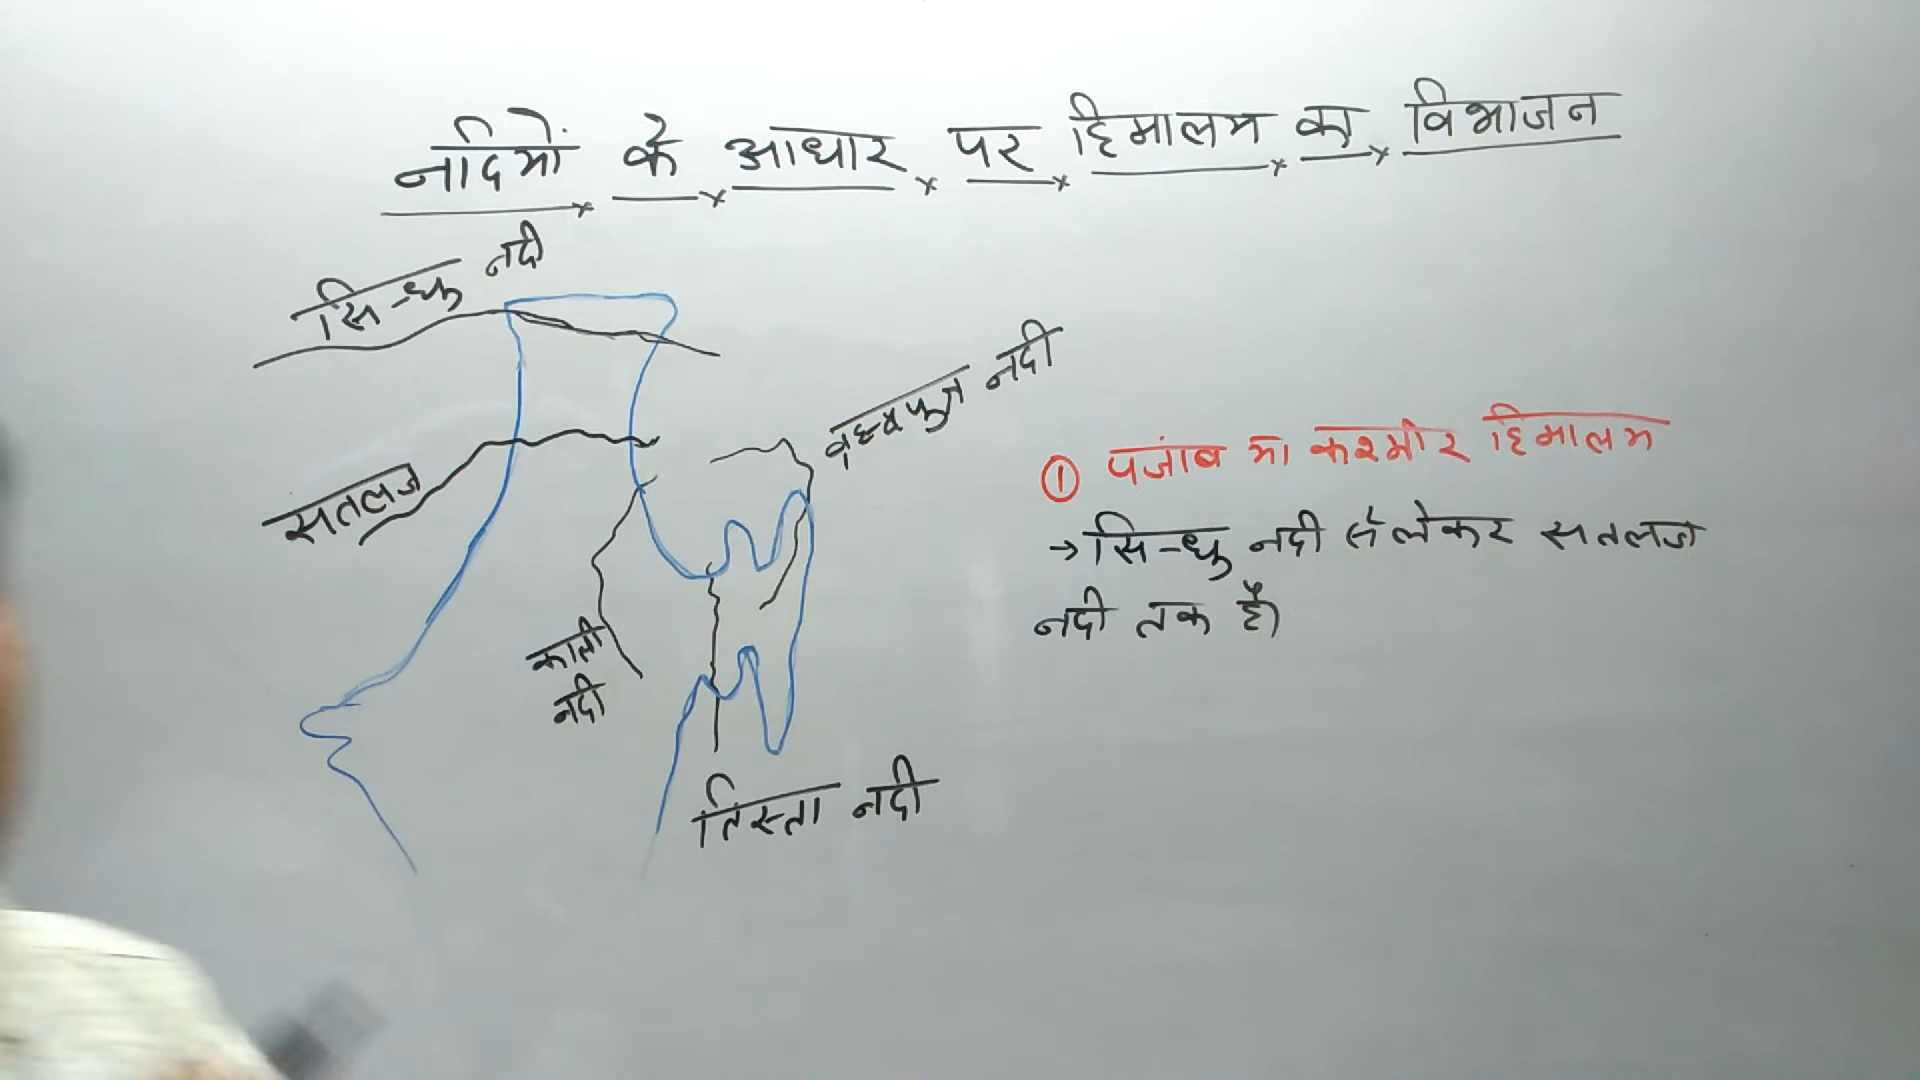 नदियों के आधार पर हिमालय का विभाजन
सिन्धु नदी
सतलज
काली
नदी
ब्रह्मपुत्र नदी
तिस्ता नदी
① पंजाब या कश्मीर हिमालय
→ सिन्धु नदी से लेकर सतलज
नदी तक है।